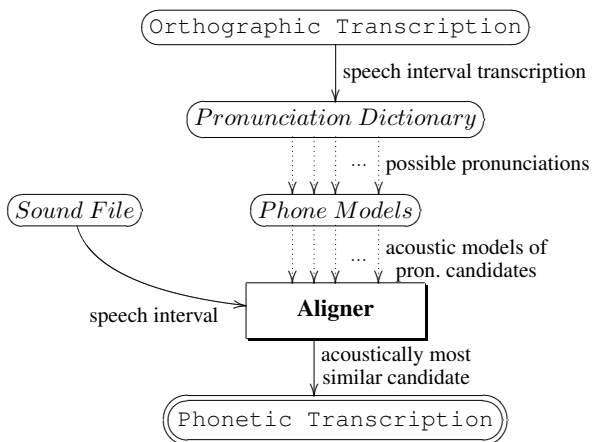 Orthographic Transcription
speech interval transcription
Pronunciation Dictionary
... possible pronunciations
Sound File
Phone Models
... acoustic models of
pron. candidates
Aligner
speech interval
acoustically most
similar candidate
Phonetic Transcription